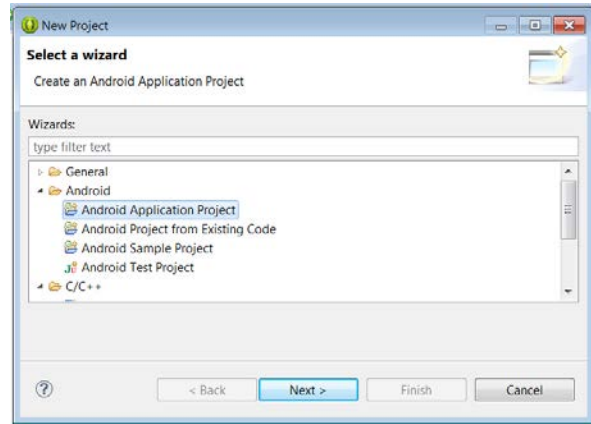 New Project
Select a wizard
Create an Android Application Project
Wizards:
type filter text
General
Android
Android Application Project
Android Project from Existing Code
Android Sample Project
Android Test Project
C/C++
< Back Next > Finish Cancel